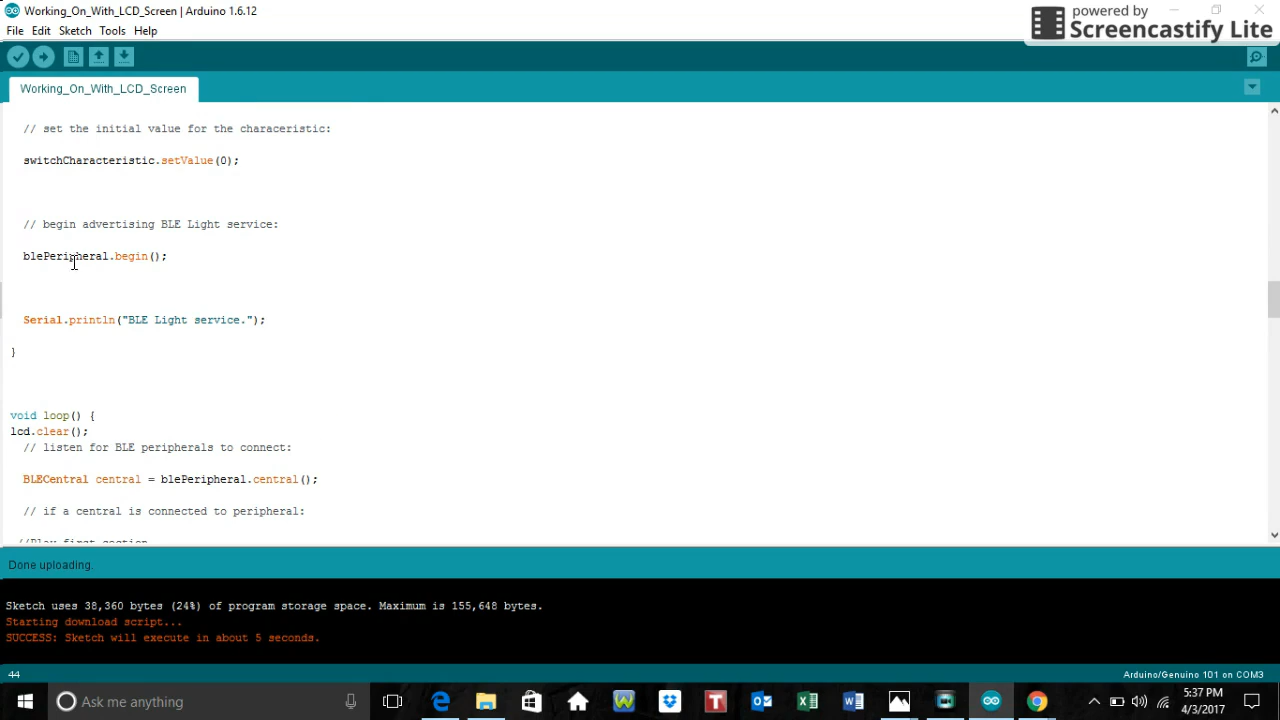 Working_On_With_LCD_Screen | Arduino 1.6.12
powered by
Screencastify Lite
File Edit Sketch Tools Help
Working_On_With_LCD_Screen
// set the initial value for the characeristic:
switchCharacteristic.setValue(0);
// begin advertising BLE Light service:
blePeripheral.begin();
Serial.println("BLE Light service.");
}
void loop() {
lcd.clear();
// listen for BLE peripherals to connect:
BLECentral central = blePeripheral.central();
// if a central is connected to peripheral:
//Play first section
Done uploading.
Sketch uses 38,360 bytes (24%) of program storage space. Maximum is 155,648 bytes.
Starting download script...
SUCCESS: Sketch will execute in about 5 seconds.
44
Arduino/Genuino 101 on COM3
Ask me anything
5:37 PM
4/3/2017